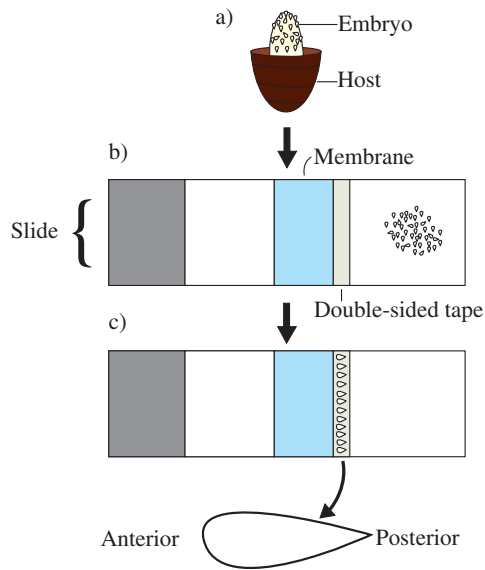 a)
Embryo
Host
b)
Membrane
Slide
Double-sided tape
c)
Anterior
Posterior